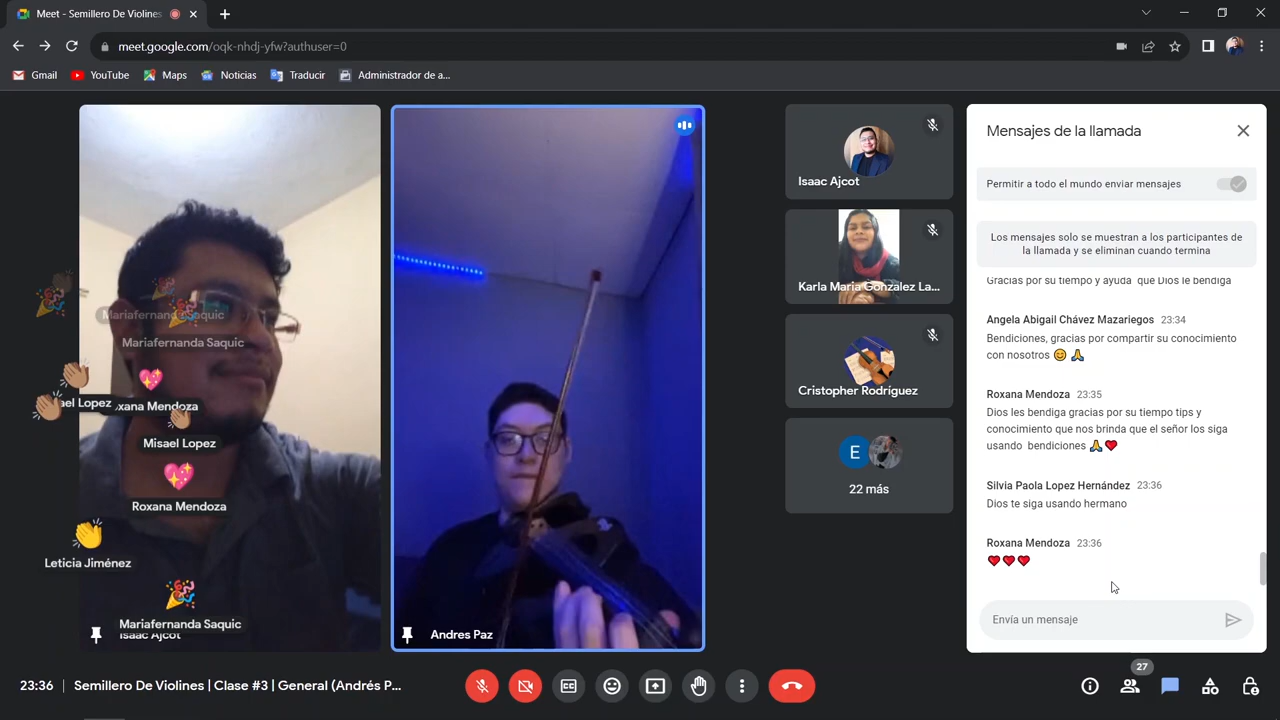 Meet - Semillero De Violines
meet.google.com/oqk-nhdj-yfw?authuser=0
Gmail
YouTube
Maps
Noticias
Traducir
Administrador de a...
Mariafernanda Saquic
Mariafernanda Saquic
ael Lopez
oxana Mendoza
Misael Lopez
Roxana Mendoza
Leticia Jiménez
Mariafernanda Saquic
Isaac Ajcot
Andres Paz
Isaac Ajcot
Karla Maria Gonzalez La...
Cristopher Rodríguez
E
22 más
Mensajes de la llamada
Permitir a todo el mundo enviar mensajes
Los mensajes solo se muestran a los participantes de
la llamada y se eliminan cuando termina
Gracias por su tiempo y ayuda que Dios le bendiga
Angela Abigail Chávez Mazariegos 23:34
Bendiciones, gracias por compartir su conocimiento
con nosotros 😊 🙏
Roxana Mendoza 23:35
Dios les bendiga gracias por su tiempo tips y
conocimiento que nos brinda que el señor los siga
usando bendiciones 🙏❤️
Silvia Paola Lopez Hernández 23:36
Dios te siga usando hermano
Roxana Mendoza 23:36
❤️❤️❤️
Envía un mensaje
23:36 | Semillero De Violines | Clase #3 | General (Andrés P...
27